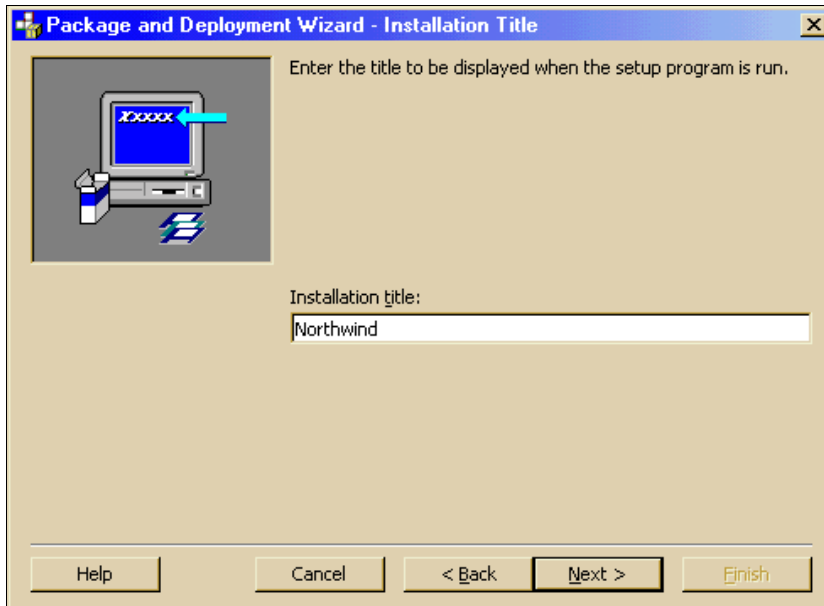 Package and Deployment Wizard - Installation Title
Enter the title to be displayed when the setup program is run.
xxxxx
Installation title:
Northwind
Help
Cancel
< Back
Next >
Finish